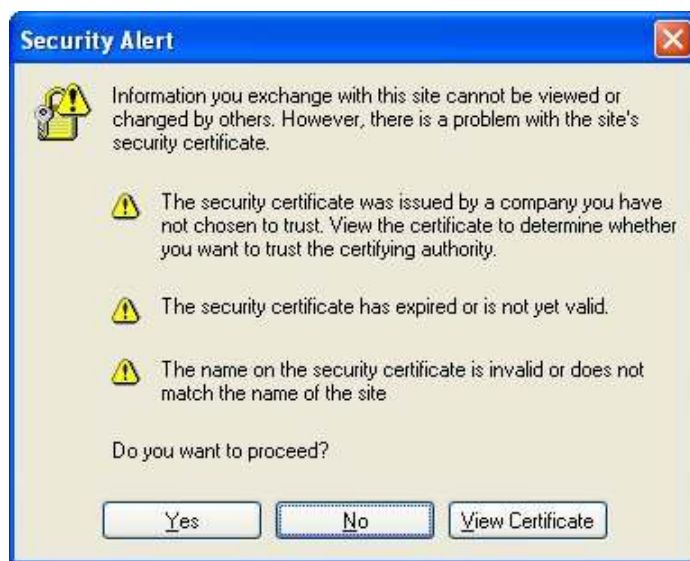 Security Alert
Information you exchange with this site cannot be viewed or
changed by others. However, there is a problem with the site's
security certificate.
The security certificate was issued by a company you have
not chosen to trust. View the certificate to determine whether
you want to trust the certifying authority.
The security certificate has expired or is not yet valid.
The name on the security certificate is invalid or does not
match the name of the site
Do you want to proceed?
Yes No View Certificate